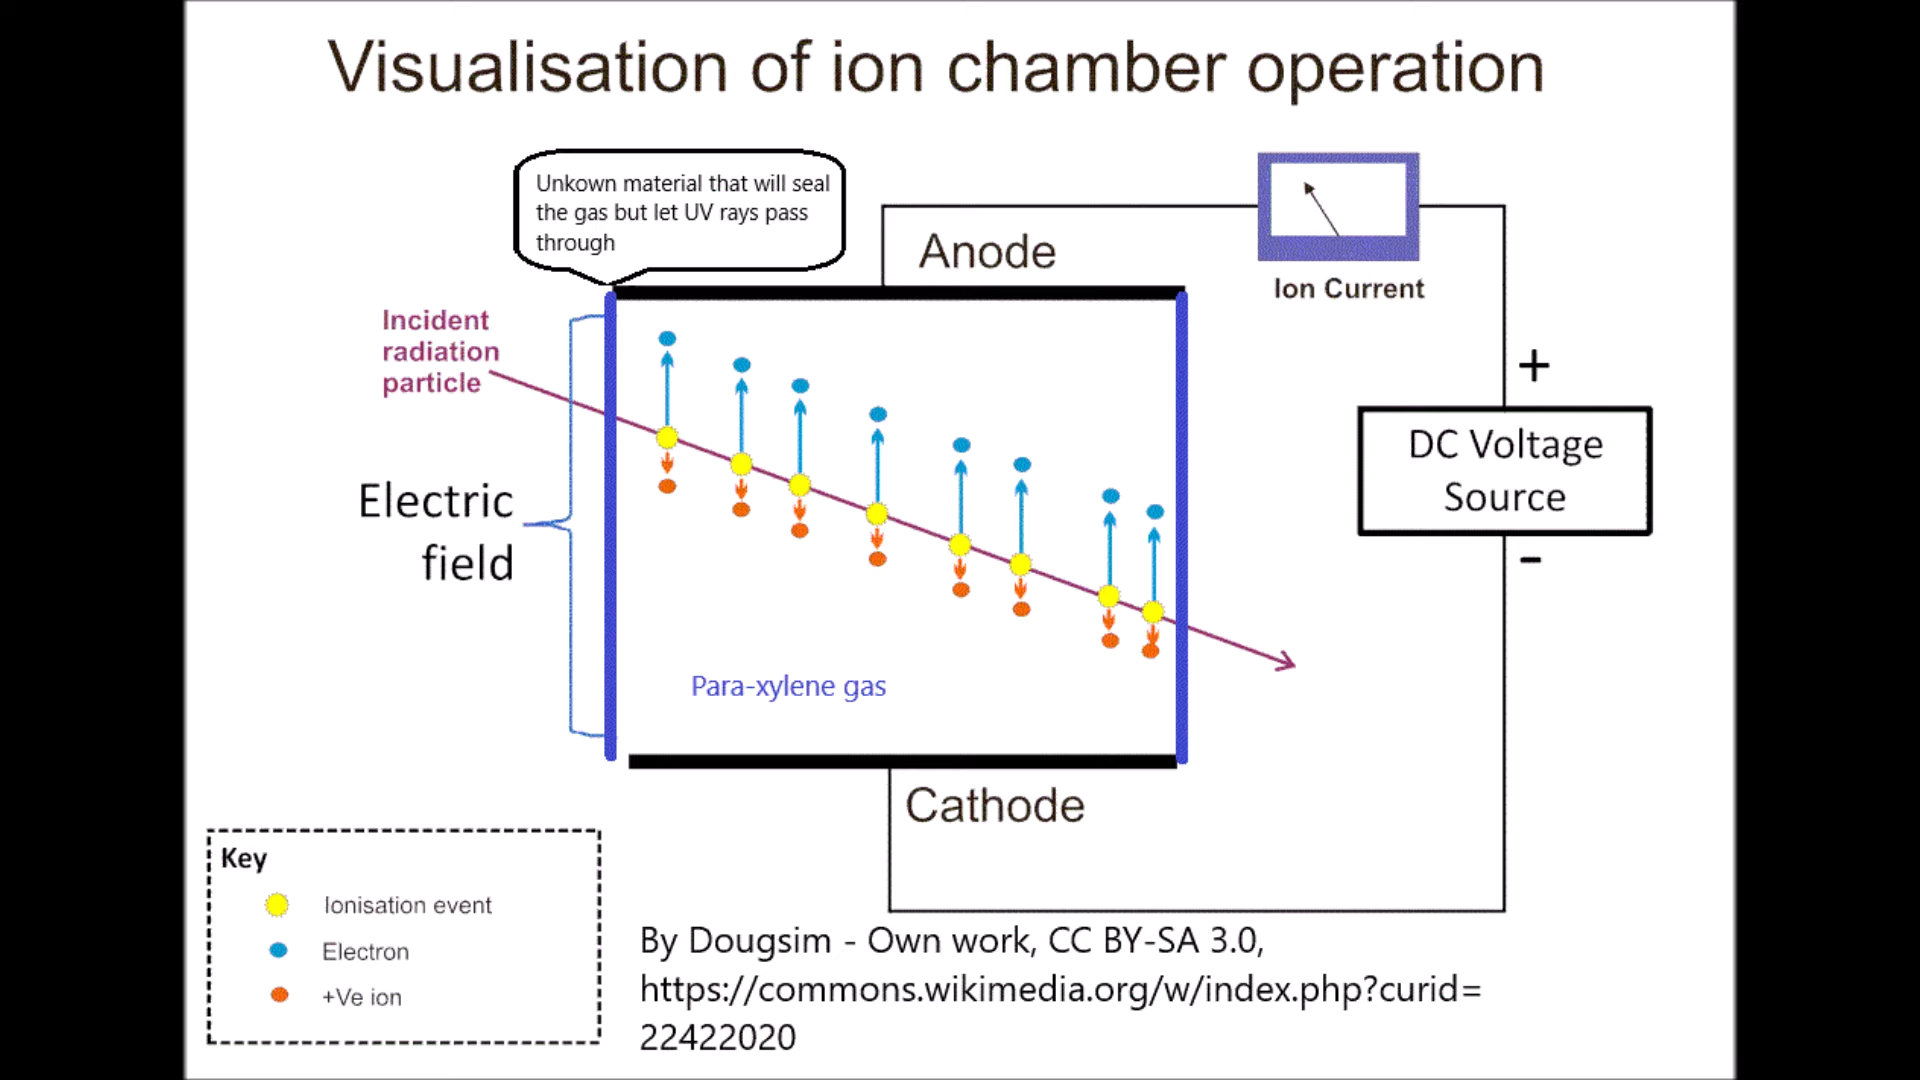 Visualisation of ion chamber operation
Unkown material that will seal
the gas but let UV rays pass
through
Anode
Ion Current
Incident
radiation
particle
+
DC Voltage
Source
-
Electric
field
Para-xylene gas
Cathode
Key
Ionisation event
Electron
+Ve ion
By Dougsim - Own work, CC BY-SA 3.0,
https://commons.wikimedia.org/w/index.php?curid=
22422020